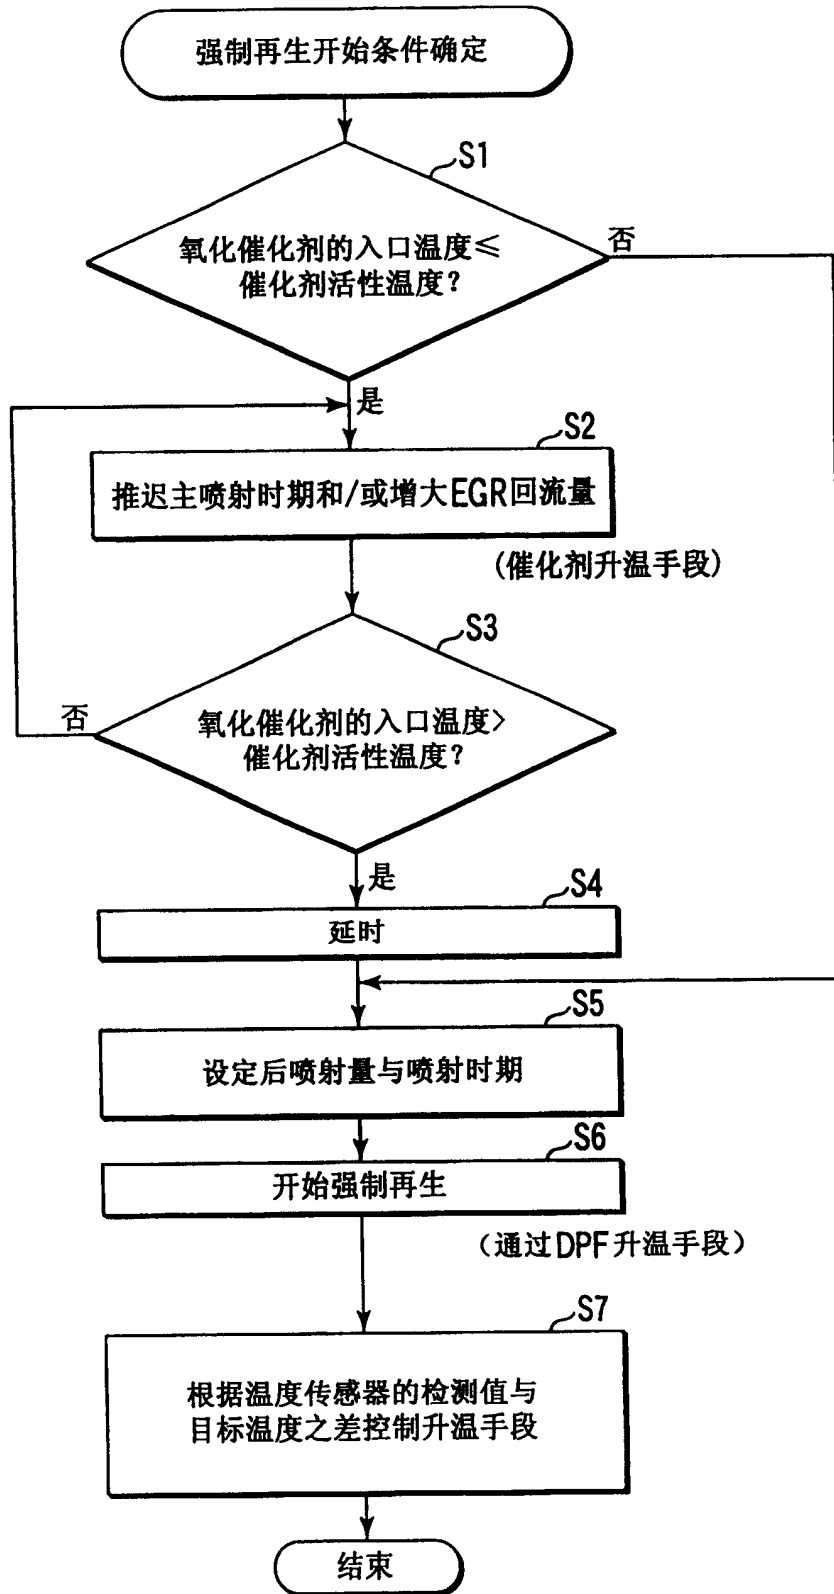 强制再生开始条件确定
S1
氧化催化剂的入口温度≤
催化剂活性温度?
否
是
S2
推迟主喷射时期和/或增大EGR回流量
(催化剂升温手段)
S3
氧化催化剂的入口温度>
催化剂活性温度?
否
是
S4
延时
S5
设定后喷射量与喷射时期
S6
开始强制再生
(通过DPF升温手段)
S7
根据温度传感器的检测值与
目标温度之差控制升温手段
结束